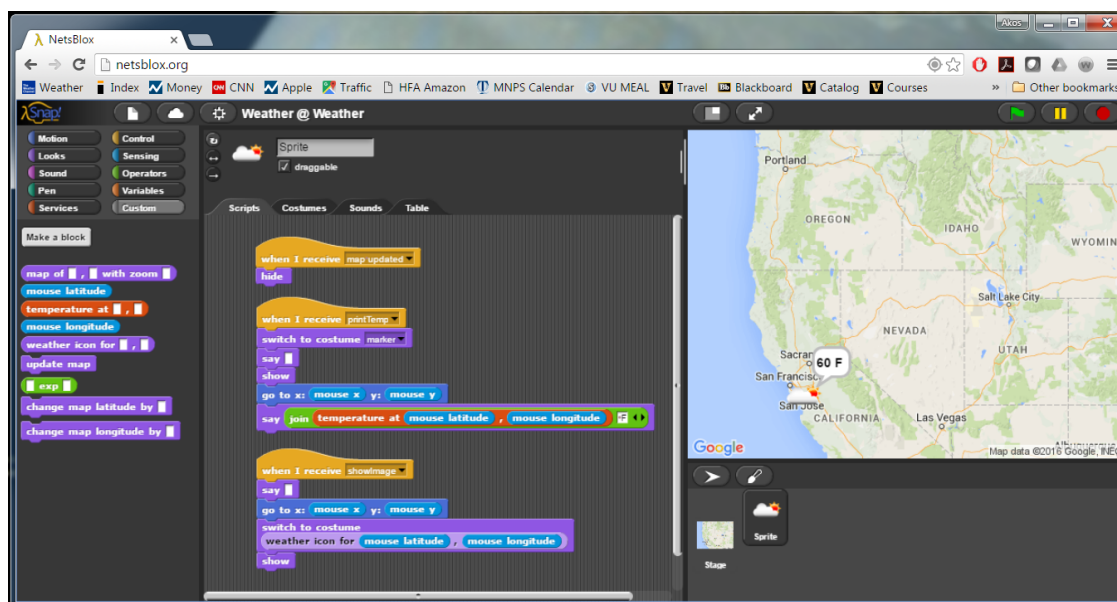 Akos
NetsBlox
netsblox.org
Weather Index Money CNN Apple Traffic HFA Amazon MNPS Calendar VU MEAL Travel Blackboard Catalog Courses » Other bookmarks
Snap!
Weather @ Weather
Motion Control
Looks Sensing
Sound Operators
Pen Variables
Services Custom
Make a block
map of , with zoom
mouse latitude
temperature at ,
mouse longitude
weather icon for ,
update map
exp
change map latitude by
change map longitude by
Sprite
draggable
Scripts Costumes Sounds Table
when I receive map updated
hide
when I receive printTemp
switch to costume marker
say
show
go to x: mouse x y: mouse y
say join temperature at mouse latitude , mouse longitude F
when I receive showImage
say
go to x: mouse x y: mouse y
switch to costume
weather icon for mouse latitude , mouse longitude
show
Portland
OREGON
IDAHO
WYOMIN
Salt Lake City
NEVADA
UTAH
Sacrar
60 F
San Francisc
San Jose
CALIFORNIA
Las Vegas
Google
Map data ©2016 Google, INEG
Stage
Sprite